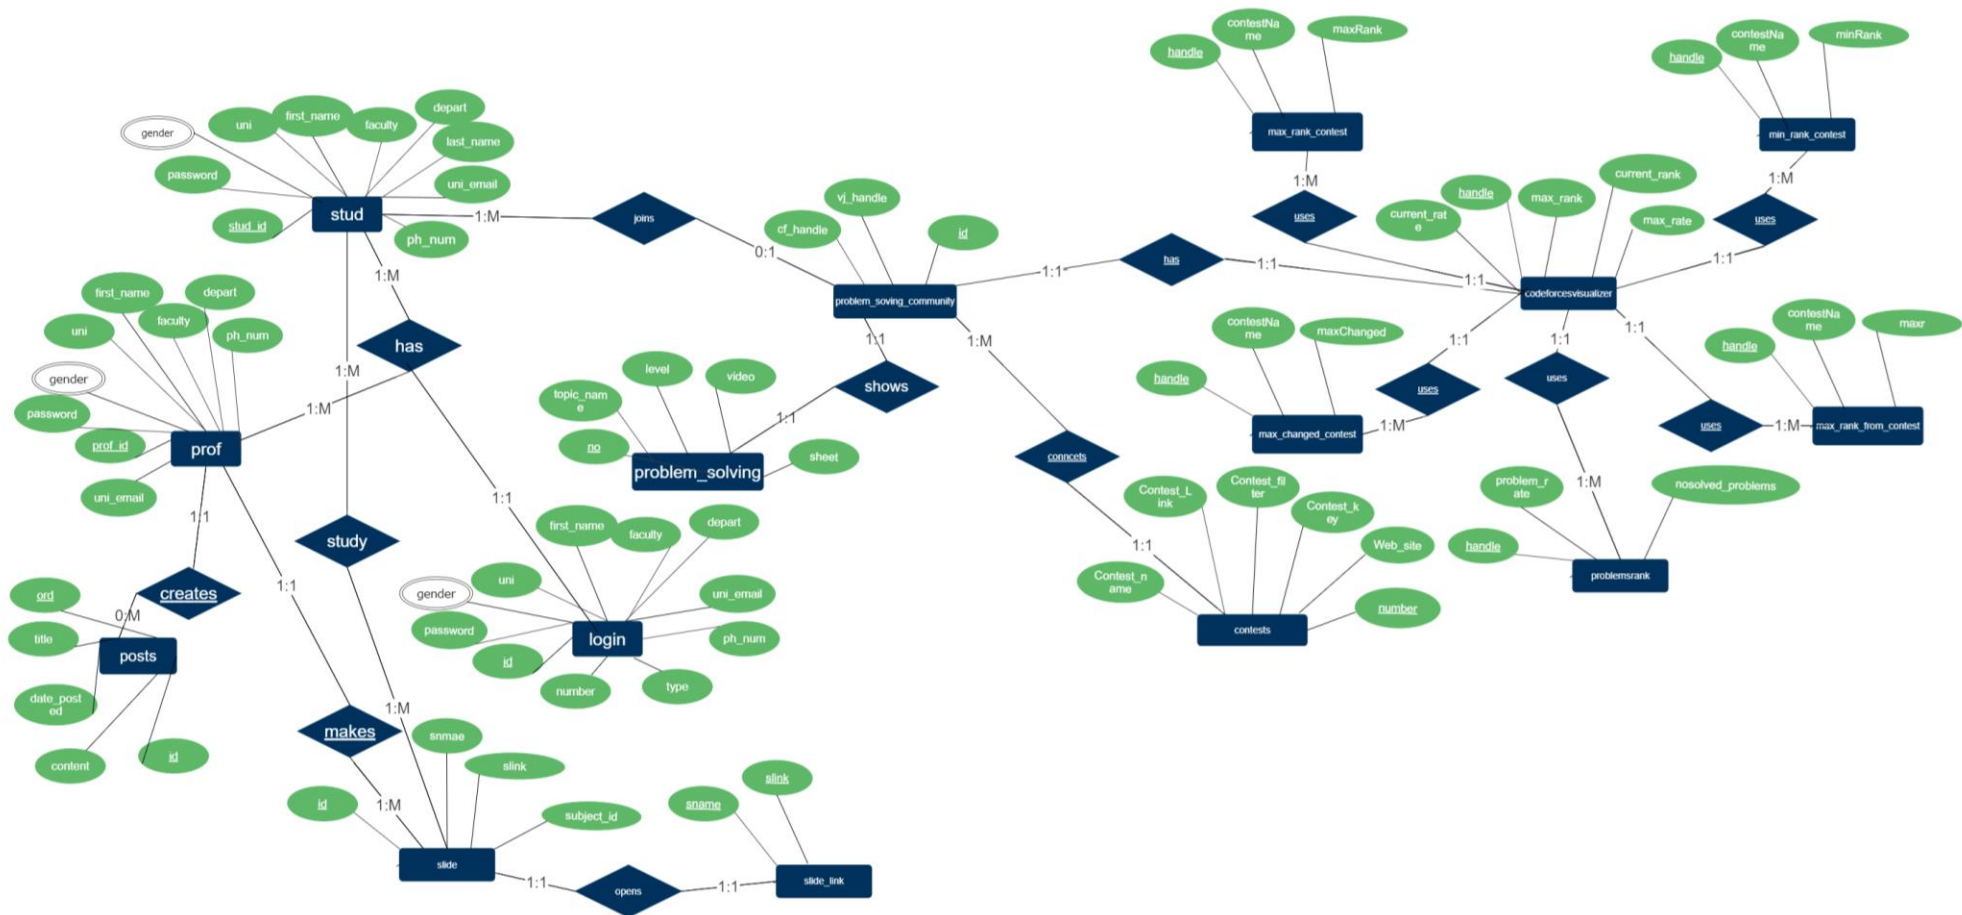 contestNa
me
maxRank
handle
max_rank_contest
1:M
uses
1:1
contestNa
me
minRank
handle
min_rank_contest
1:M
uses
1:1
gender
uni
first_name
faculty
depart
last_name
uni_email
password
stud_id
ph_num
stud
1:M
joins
0:1
vj_handle
cf_handle
id
problem_soving_community
1:1
has
1:1
current_rat
e
handle
max_rank
current_rank
max_rate
codeforcesvisualizer
1:M
has
1:M
1:1
first_name
depart
uni
faculty
ph_num
gender
password
prof_id
uni_email
prof
1:M
study
1:M
1:1
shows
1:1
topic_nam
e
level
video
no
sheet
problem_solving
1:M
conncets
1:1
contestNa
me
maxChanged
handle
max_changed_contest
1:1
uses
1:M
1:1
uses
1:M
1:1
uses
1:M
contestNa
me
maxr
handle
max_rank_from_contest
problem_r
ate
nosolved_problems
handle
problemsrank
Contest_L
ink
Contest_fil
ter
Contest_k
ey
Web_site
Contest_n
ame
number
contests
1:1
creates
0:M
ord
title
date_post
ed
content
id
posts
1:1
makes
1:M
first_name
faculty
depart
uni
gender
uni_email
password
ph_num
id
number
type
login
snmae
slink
id
subject_id
slide
1:1
opens
1:1
sname
slink
slide_link